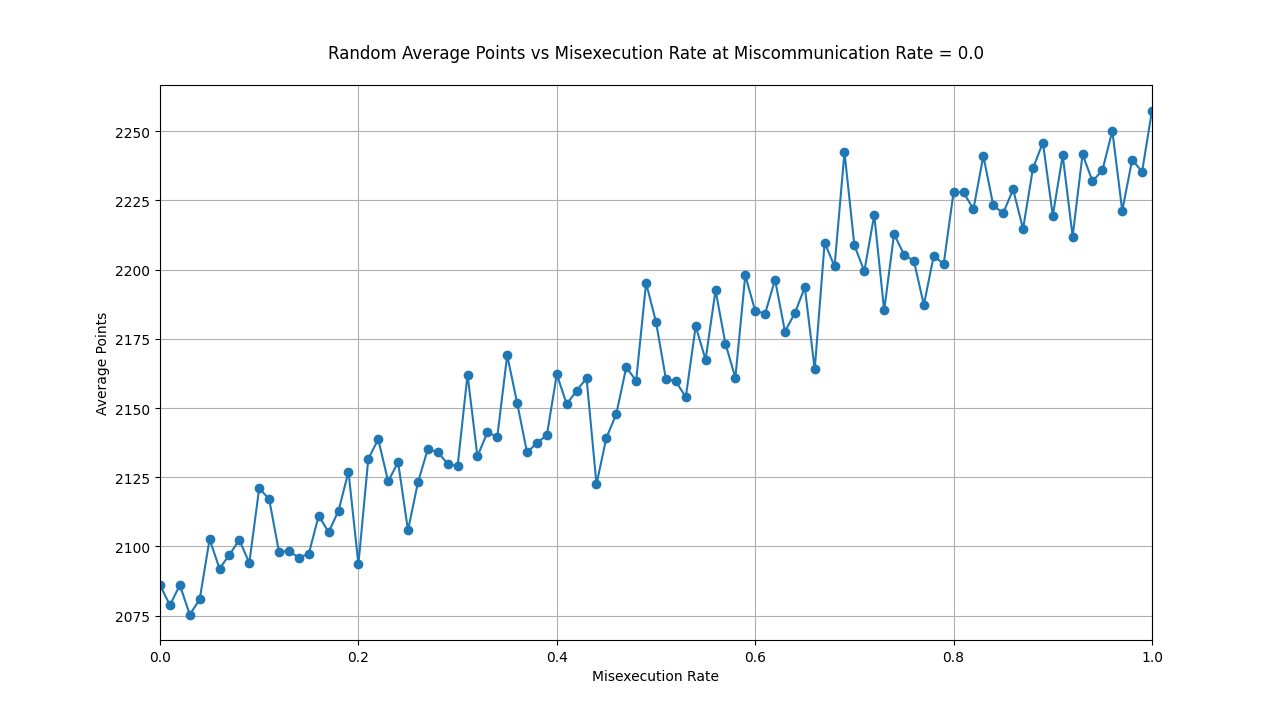 Random Average Points vs Misexecution Rate at Miscommunication Rate = 0.0
2250
2225
2200
2175
2150
2125
2100
2075
Average Points
0.0 0.2 0.4 0.6 0.8 1.0
Misexecution Rate